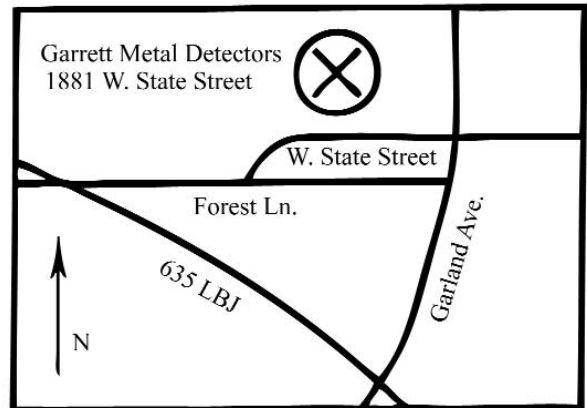 Garrett Metal Detectors
1881 W. State Street
W. State Street
Forest Ln.
635 LBJ
Garland Ave.
N